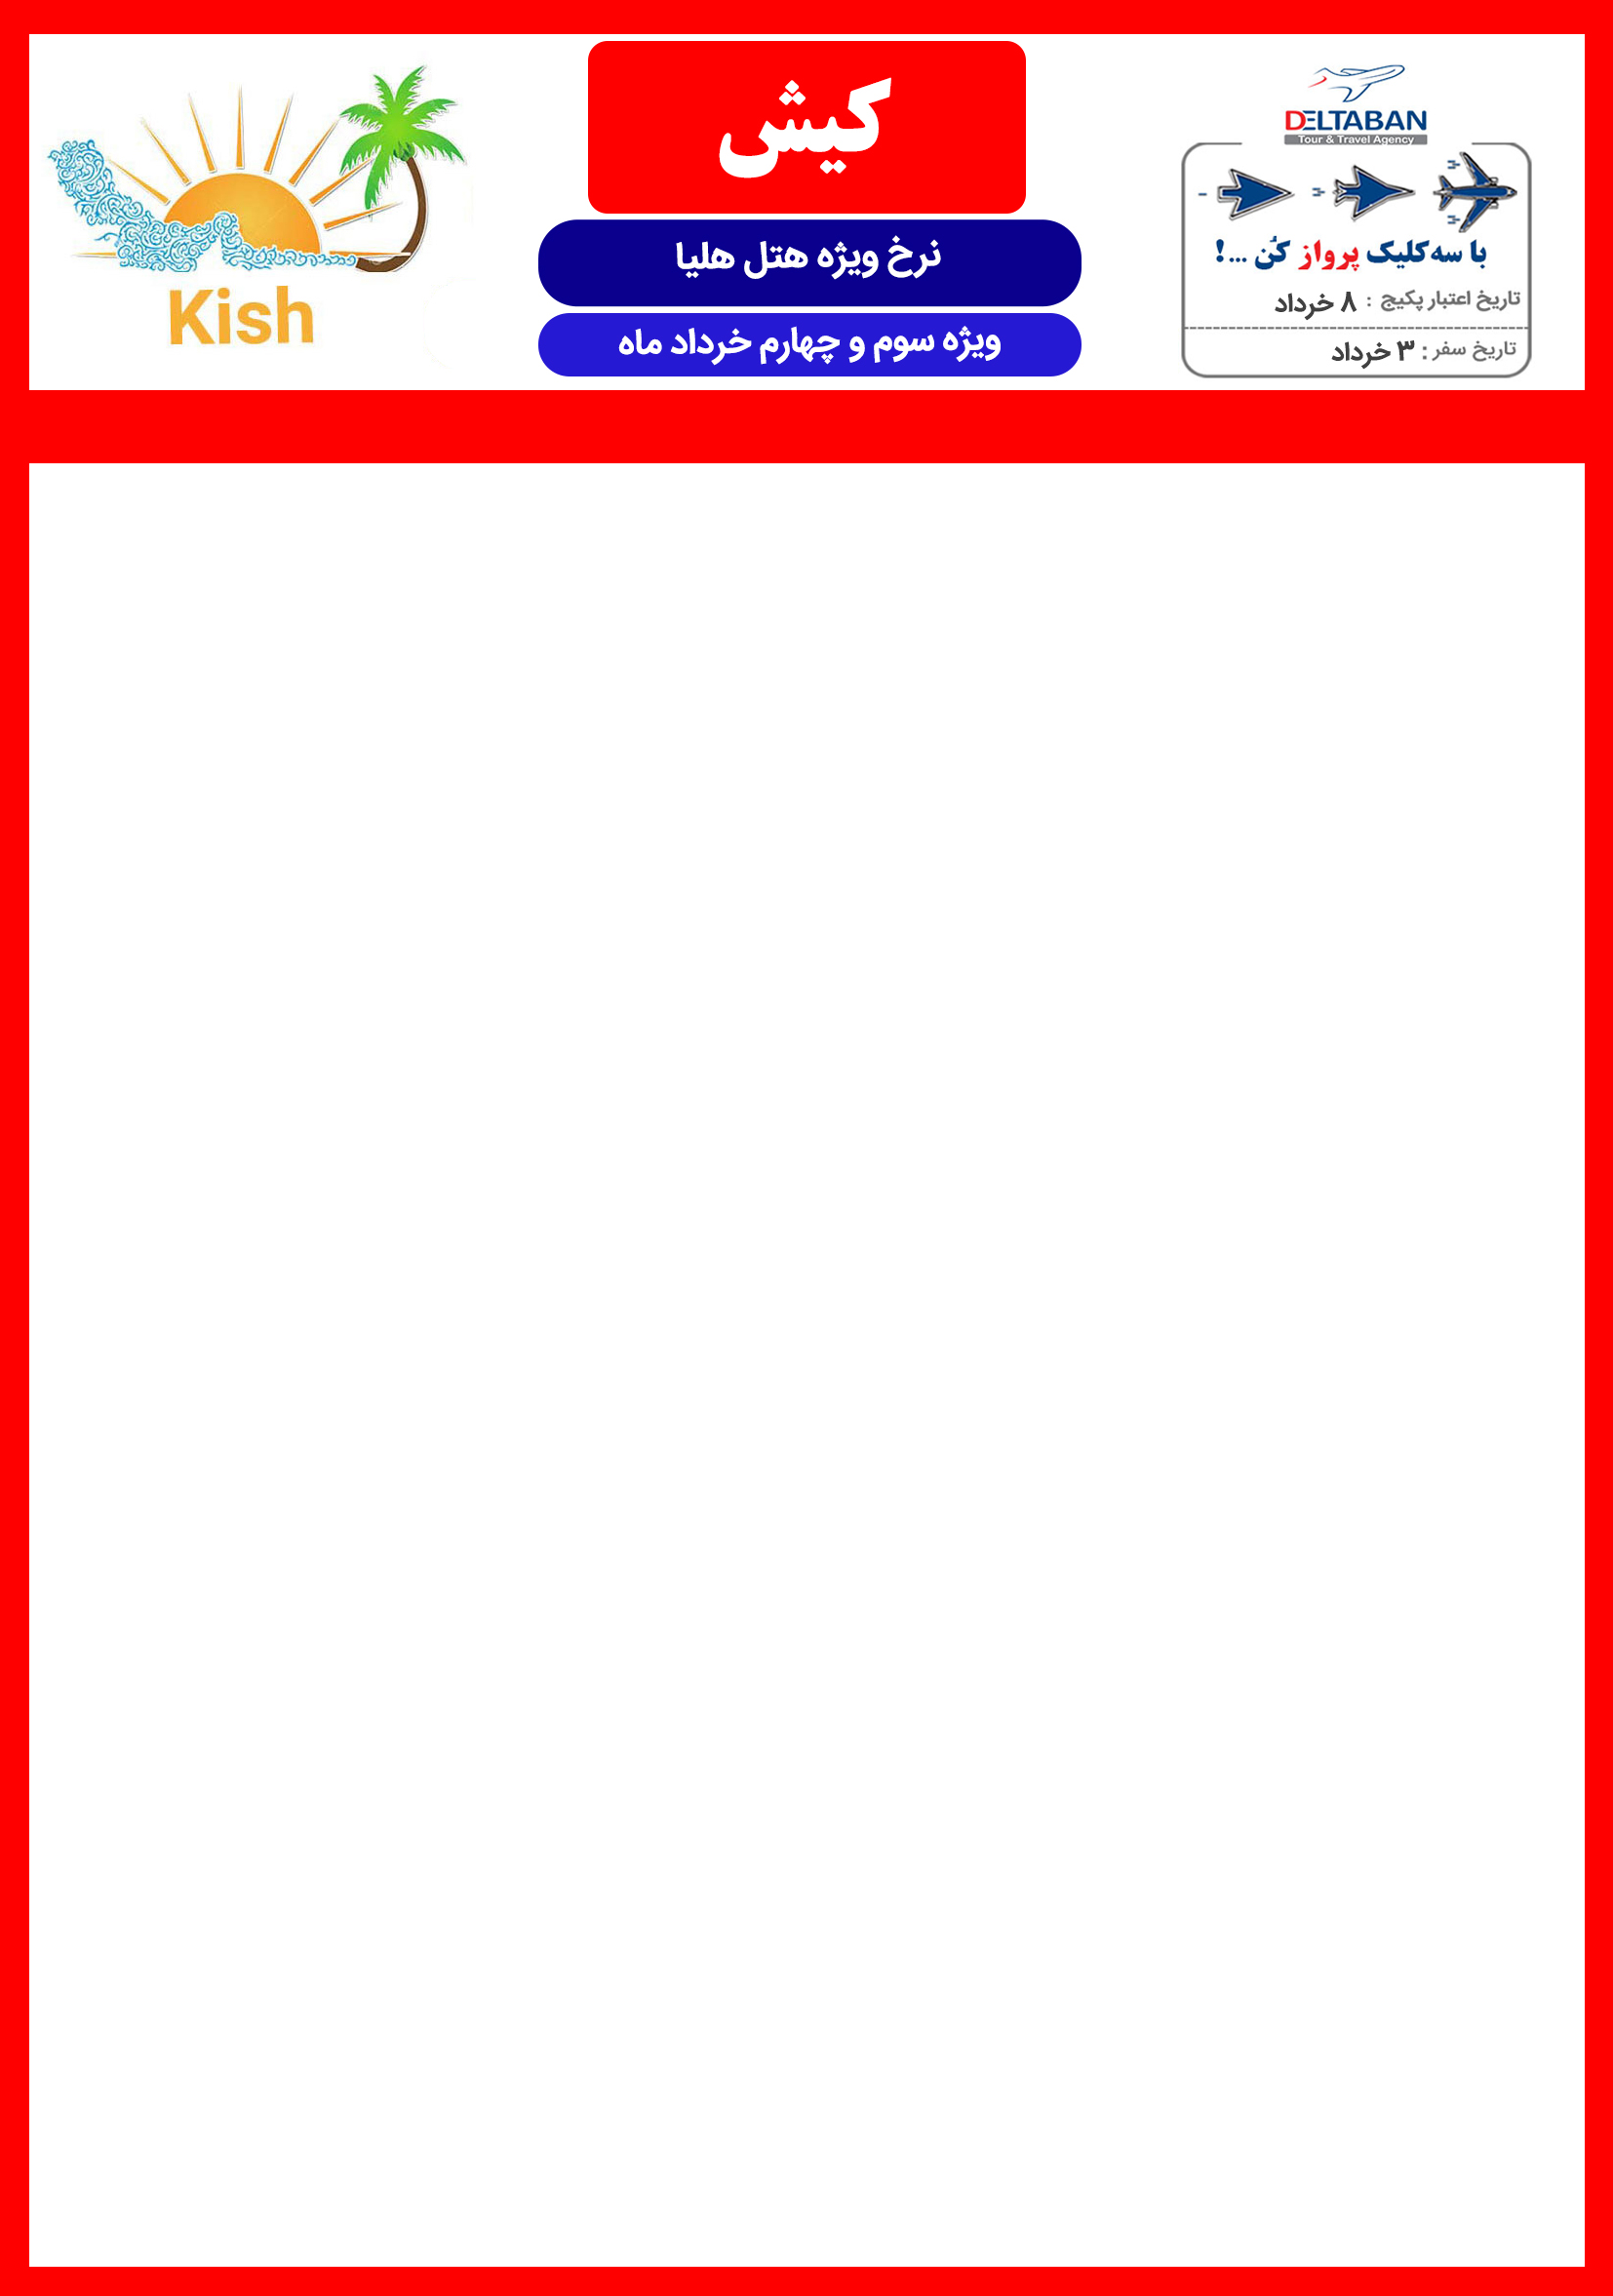 کیش
نرخ ویژه هتل هلیا
ویژه سوم و چهارم خرداد ماه
DELTABAN
Tour & Travel Agency
با سه کلیک پرواز کُن ...!
تاریخ اعتبار پکیج : ۸ خرداد
تاریخ سفر : ۳ خرداد
Kish